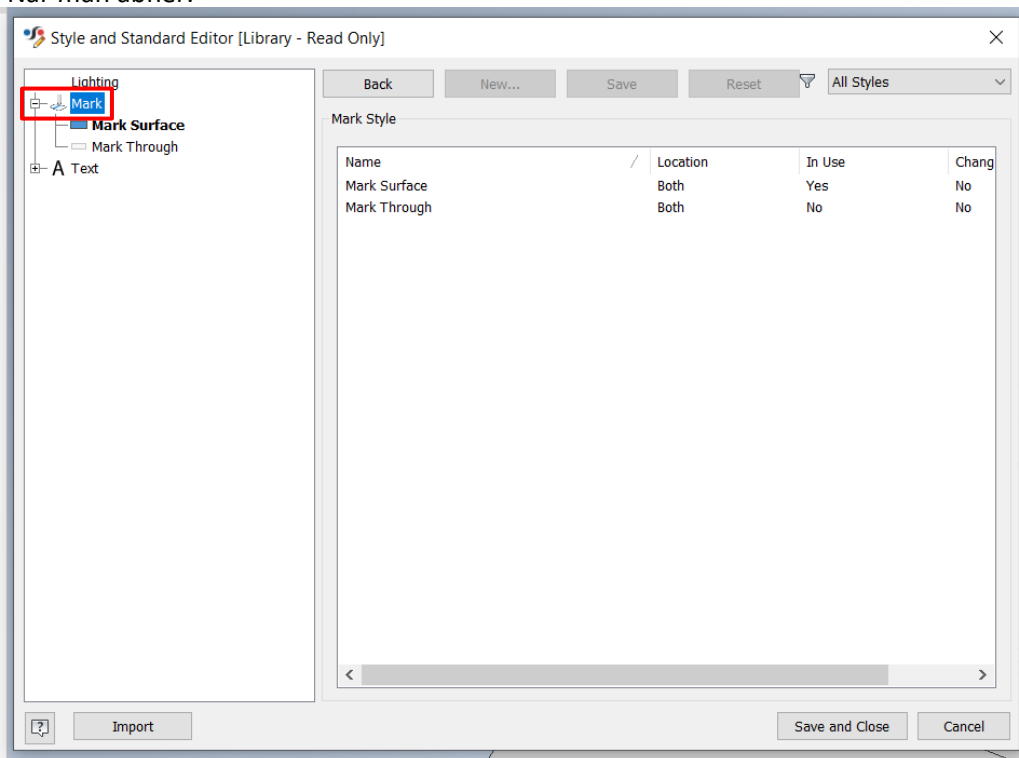 Style and Standard Editor [Library - Read Only]
Lighting
Mark
Mark Surface
Mark Through
A Text
Back New... Save Reset All Styles
Mark Style
Name / Location In Use Chang
Mark Surface Both Yes No
Mark Through Both No No
Import Save and Close Cancel